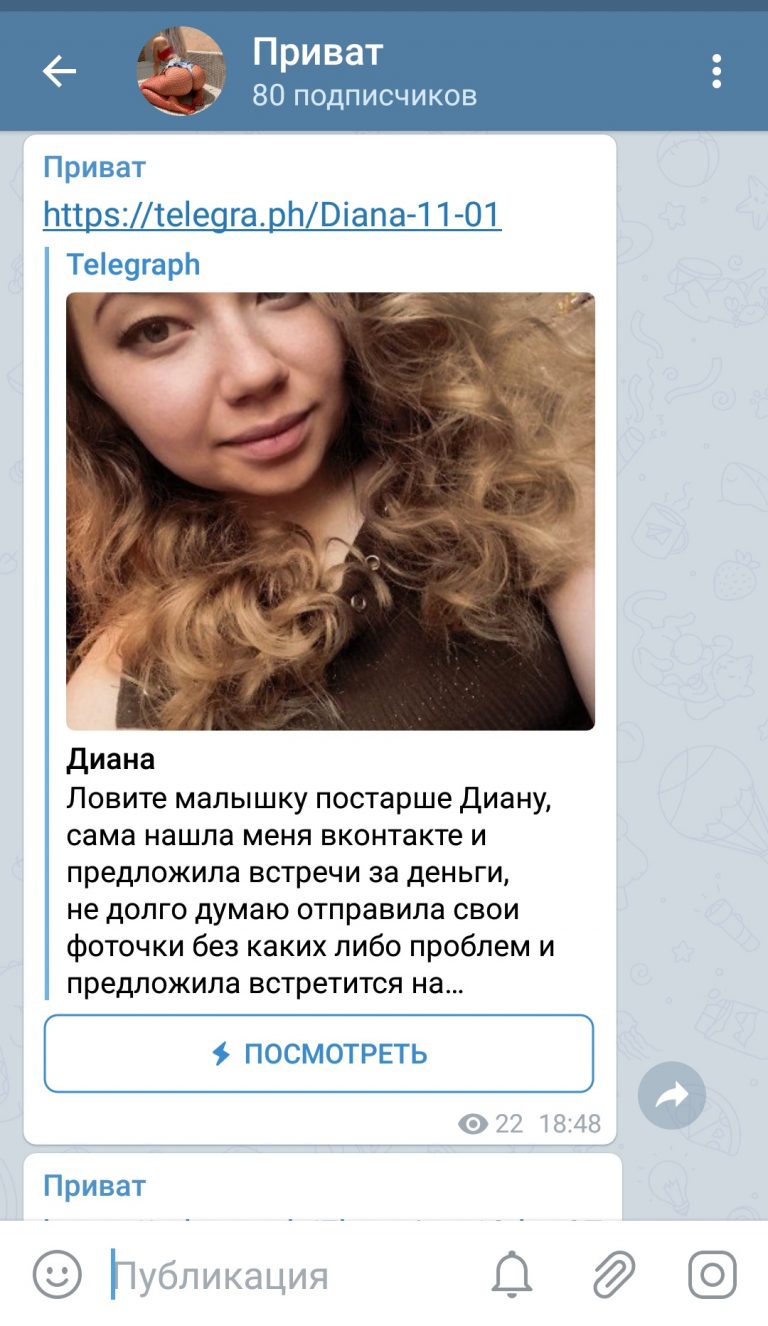 Приват
80 подписчиков
Приват
https://telegra.ph/Diana-11-01
Telegraph
Диана
Ловите малышку постарше Диану,
сама нашла меня вконтакте и
предложила встречи за деньги,
не долго думаю отправила свои
фоточки без каких либо проблем и
предложила встретится на...
ПОСМОТРЕТЬ
22 18:48
Приват
Публикация